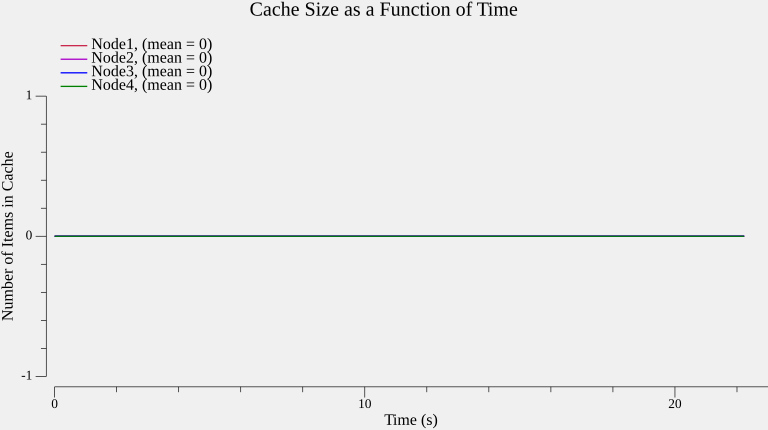 Cache Size as a Function of Time
Node1, (mean = 0)
Node2, (mean = 0)
Node3, (mean = 0)
Node4, (mean = 0)
1
0
-1
Number of Items in Cache
0
10
20
Time (s)